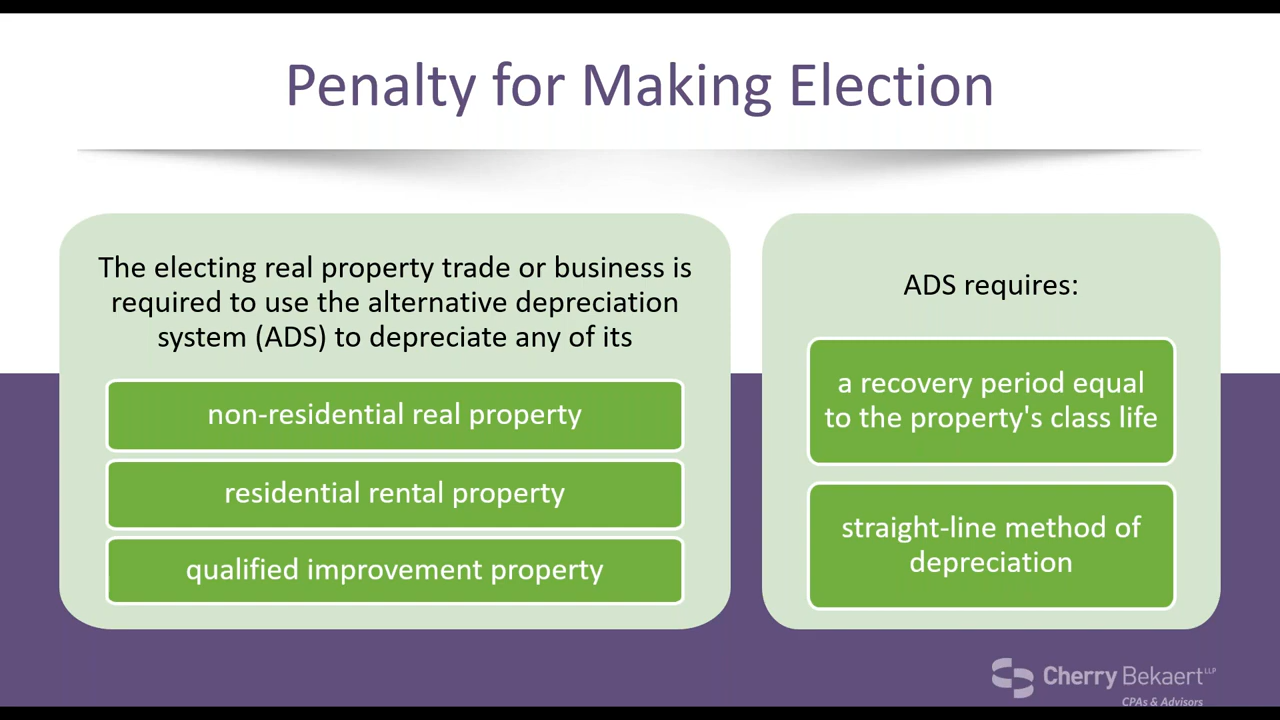 Penalty for Making Election
The electing real property trade or business is
required to use the alternative depreciation
system (ADS) to depreciate any of its
non-residential real property
residential rental property
qualified improvement property
ADS requires:
a recovery period equal
to the property's class life
straight-line method of
depreciation
Cherry Bekaert LLP
CPAs & Advisors